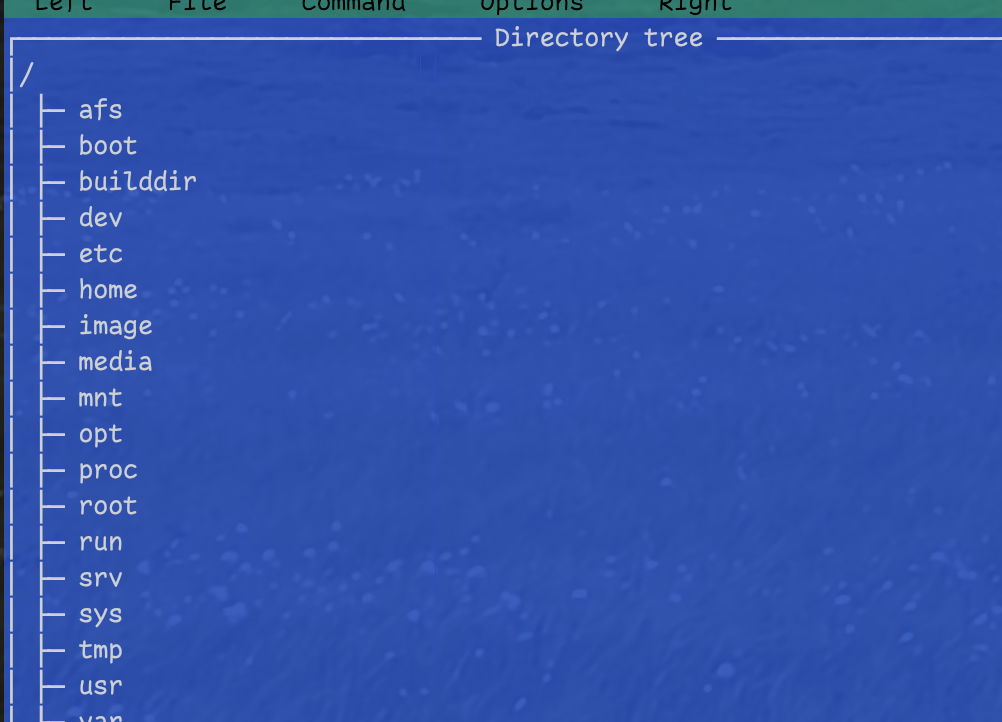 Left File Command Options Right
Directory tree
/
afs
boot
builddir
dev
etc
home
image
media
mnt
opt
proc
root
run
srv
sys
tmp
usr
var